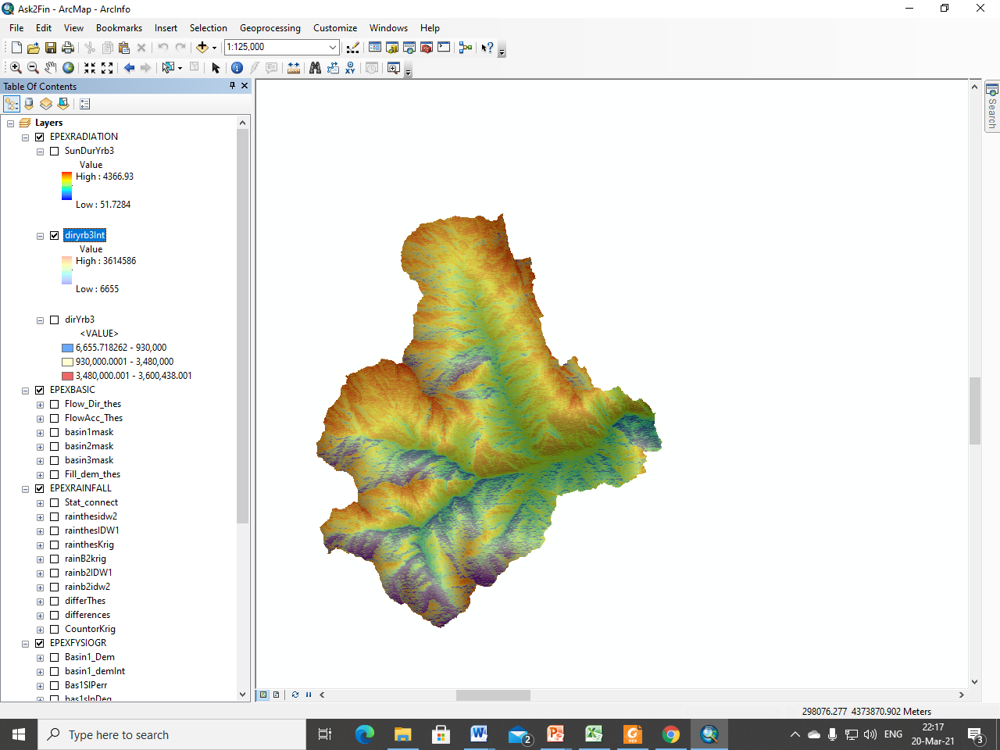 Ask2Fin - ArcMap - ArcInfo
File Edit View Bookmarks Insert Selection Geoprocessing Customize Windows Help
1:125,000
Table Of Contents
Layers
EPEXRADIATION
SunDurYrb3
Value
High : 4366.93
Low : 51.7284
diryrb3Int
Value
High : 3614586
Low : 6655
dirYrb3
<VALUE>
6,655.718262 - 930,000
930,000.0001 - 3,480,000
3,480,000.001 - 3,600,438.001
EPEXBASIC
Flow_Dir_thes
FlowAcc_Thes
basin1mask
basin2mask
basin3mask
Fill_dem_thes
EPEXRAINFALL
Stat_connect
rainthesidw2
rainthesIDW1
rainthesKrig
rainB2krig
rainb2IDW1
rainb2idw2
differThes
differences
CountorKrig
EPEXFYSIOGR
Basin1_Dem
basin1_demInt
Bas1SlPerr
bas1slpDeg
Search
298076.277 4373870.902 Meters
Type here to search
2
ENG
22:17
20-Mar-21
3